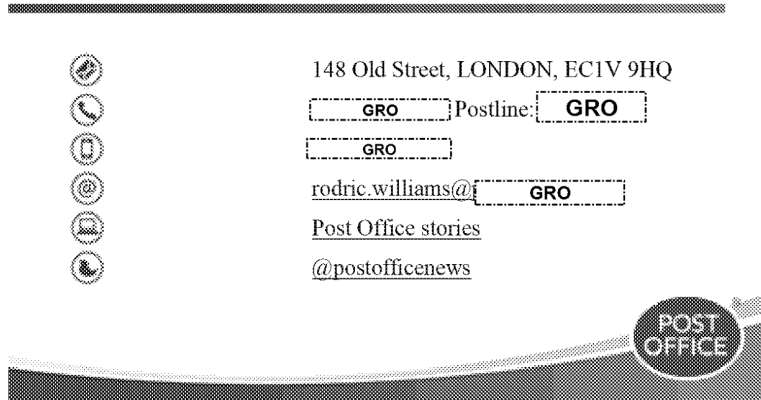 148 Old Street, LONDON, EC1V 9HQ
GRO Postline: GRO
GRO
rodric.williams@ GRO
Post Office stories
@postofficenews
POST
OFFICE